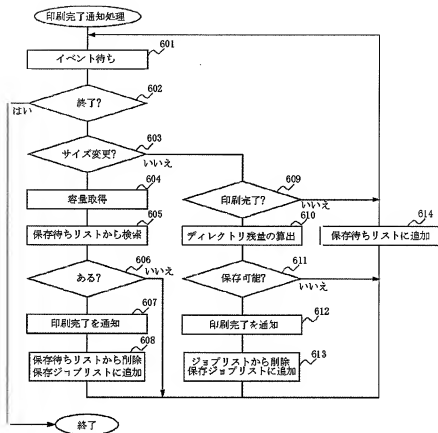 印刷完了通知処理
601
イベント待ち
602
終了?
はい
603
サイズ変更?
いいえ
604
容量取得
605
保存待ちリストから検索
606
ある?
いいえ
607
印刷完了を通知
608
保存待ちリストから削除
保存ジョブリストに追加
609
印刷完了?
いいえ
610
ディレクトリ残量の算出
611
保存可能?
いいえ
612
印刷完了を通知
613
ジョブリストから削除
保存ジョブリストに追加
614
保存待ちリストに追加
終了